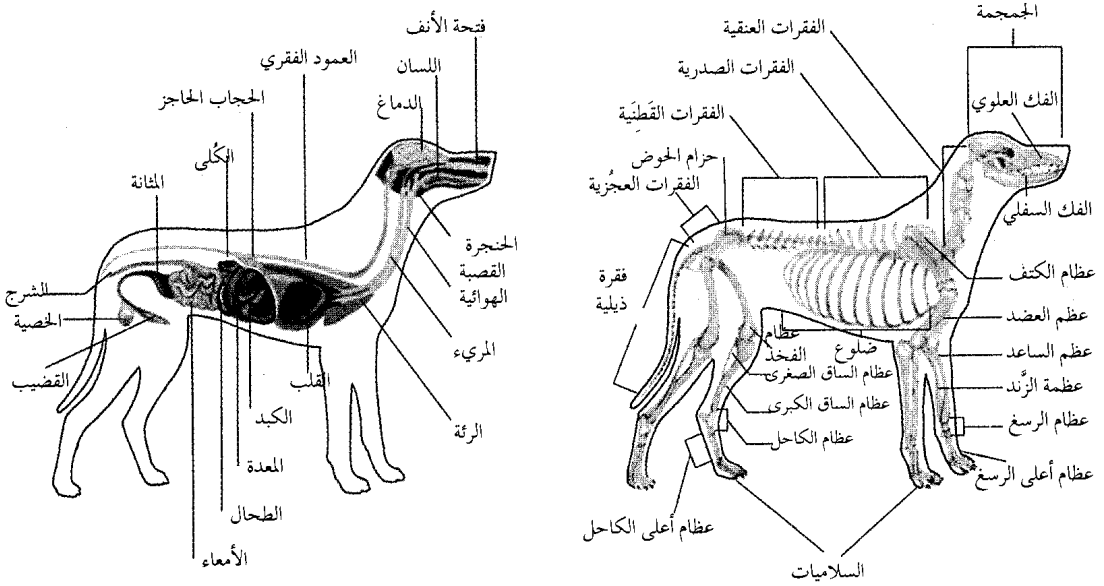 الجمجمة
الفقرات العنقية
الفقرات الصدرية
الفك العلوي
الفقرات القَطَنِية
حزام الحوض
الفقرات العجُزية
الفك السفلي
فقرة
ذيلية
عظام الكتف
عظم العضد
عظام
الفخذ
ضلوع
عظم الساعد
عظام الساق الصغرى
عظمة الزَّند
عظام الساق الكبرى
عظام الرسغ
عظام الكاحل
عظام أعلى الرسغ
عظام أعلى الكاحل
السلاميات
فتحة الأنف
العمود الفقري
اللسان
الحجاب الحاجز
الدماغ
الكُلى
المثانة
الحنجرة
القصبة
الهوائية
الشرج
الخصية
المريء
القضيب
القلب
الكبد
الرئة
المعدة
الطحال
الأمعاء